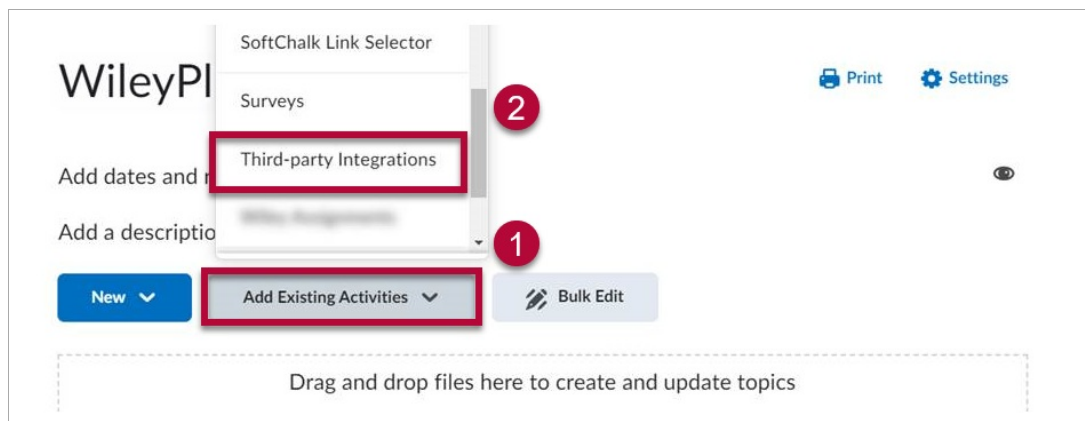 SoftChalk Link Selector
WileyPl
Print
Settings
Surveys
2
Third-party Integrations
Add dates and
Add a descriptio
1
New
Add Existing Activities
Bulk Edit
Drag and drop files here to create and update topics